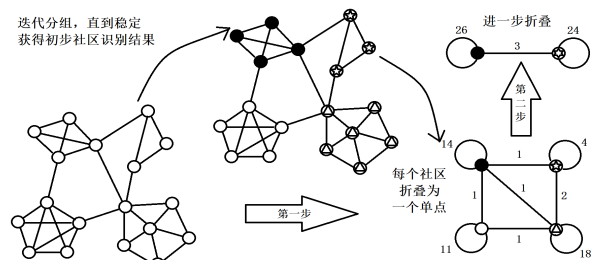 迭代分组，直到稳定
获得初步社区识别结果
第一步
每个社区
折叠为
一个单点
14
4
1
1
1
2
1
11
18
第二步
进一步折叠
26
24
3